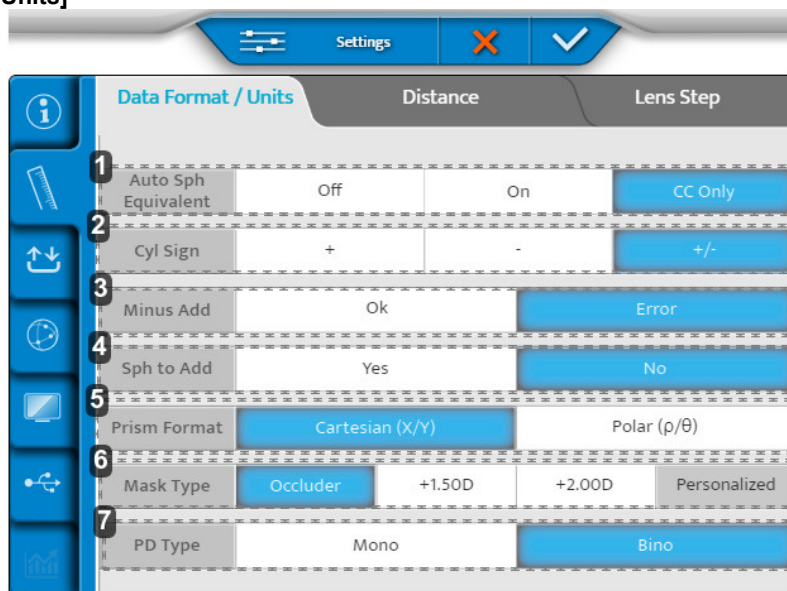 Units]
Settings
Data Format / Units Distance Lens Step
1 Auto Sph Equivalent Off On CC Only
2 Cyl Sign + - +/-
3 Minus Add Ok Error
4 Sph to Add Yes No
5 Prism Format Cartesian (X/Y) Polar (ρ/θ)
6 Mask Type Occluder +1.50D +2.00D Personalized
7 PD Type Mono Bino